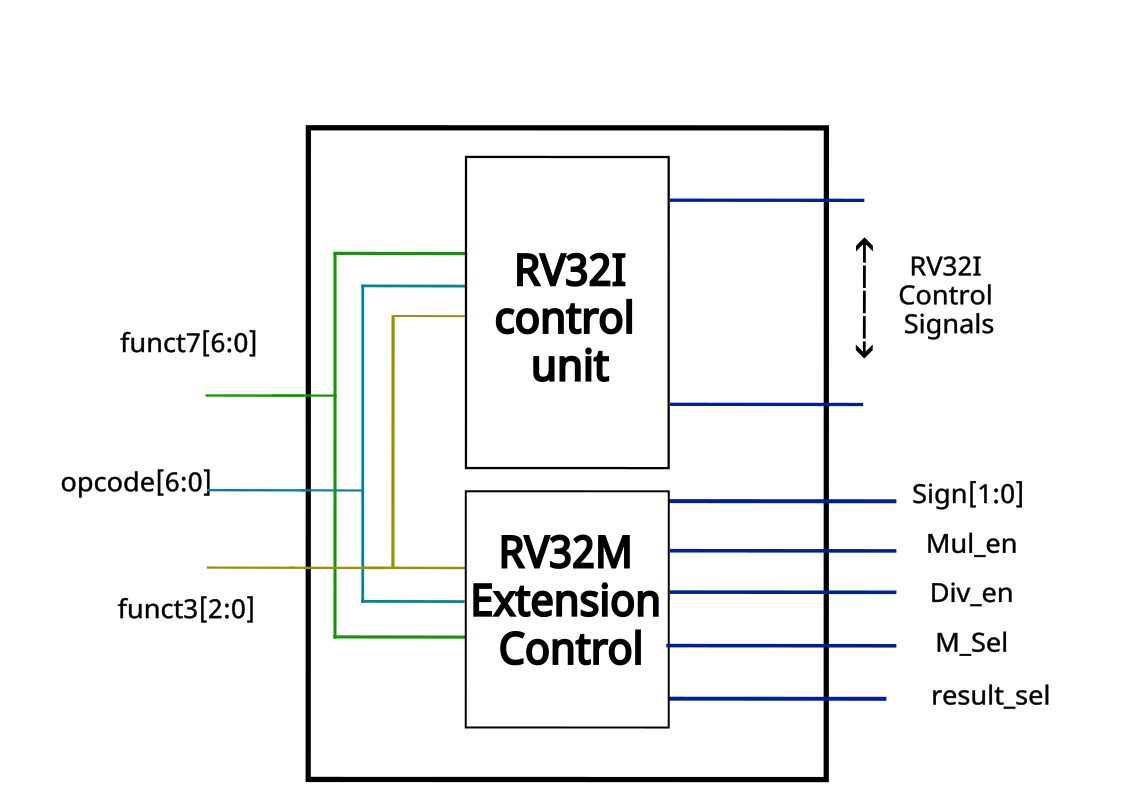 funct7[6:0]
opcode[6:0]
funct3[2:0]
RV32I
control
unit
RV32M
Extension
Control
RV32I
Control
Signals
Sign[1:0]
Mul_en
Div_en
M_Sel
result_sel